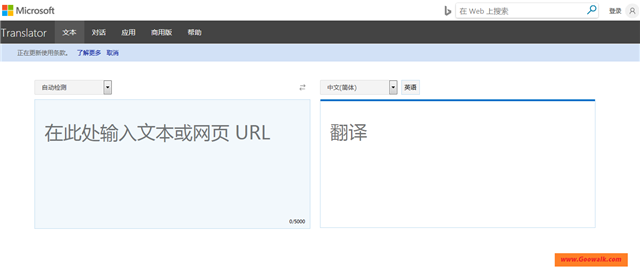 Microsoft 在 Web 上搜索 登录
Translator 文本 对话 应用 商用版 帮助
正在更新使用条款。 了解更多 取消
自动检测 中文(简体) 英语
在此处输入文本或网页 URL 翻译
0/5000
www.Geewalk.com